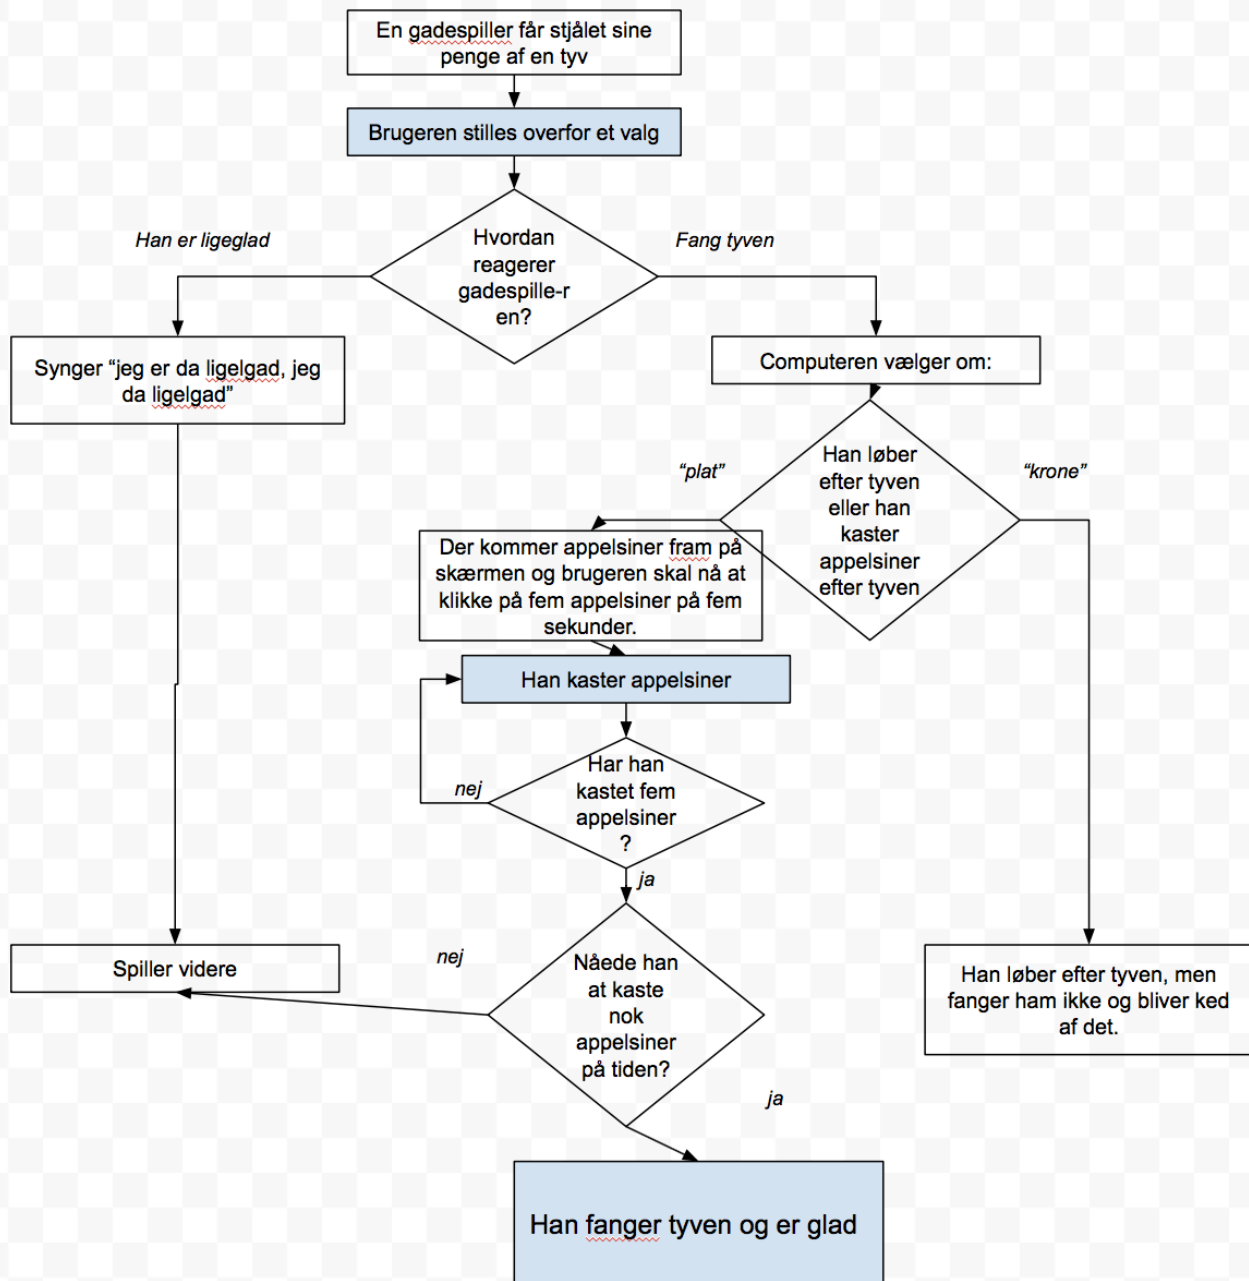 En gadespiller får stjålet sine
penge af en tyv
Brugeren stilles overfor et valg
Han er ligeglad
Hvordan
reagerer
gadespille-r
en?
Fang tyven
Synger “jeg er da ligelgad, jeg
da ligelgad”
Computeren vælger om:
“plat”
Han løber
efter tyven
eller han
kaster
appelsiner
efter tyven
“krone”
Der kommer appelsiner fram på
skærmen og brugeren skal nå at
klikke på fem appelsiner på fem
sekunder.
Han kaster appelsiner
nej
Har han
kastet fem
appelsiner
?
ja
Spiller videre
nej
Nåede han
at kaste
nok
appelsiner
på tiden?
ja
Han løber efter tyven, men
fanger ham ikke og bliver ked
af det.
Han fanger tyven og er glad